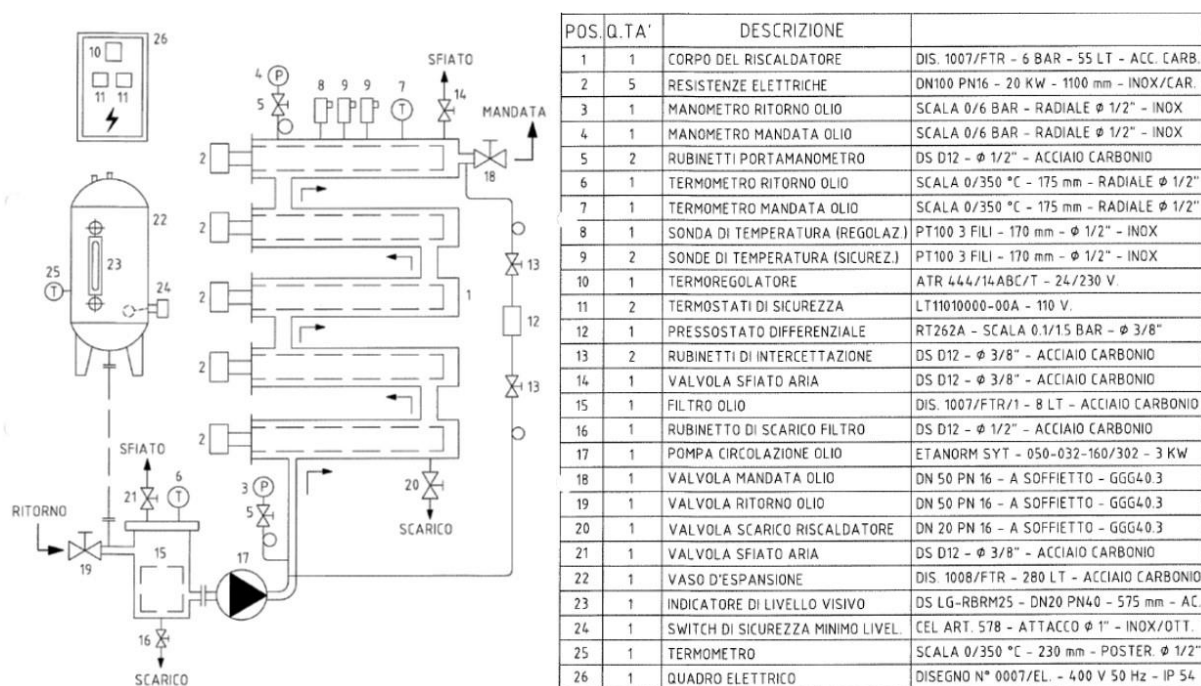 10
26
11 11
4 P
5
8 9 9 7
T
SFIATO
14
MANDATA
2
18
2
22
13
23
25
T
24
2
1
12
2
13
SFIATO
2
6
T
21
3 P
5
20
SCARICO
RITORNO
19
15
17
16
SCARICO
POS. Q.TA' DESCRIZIONE
1 1 CORPO DEL RISCALDATORE DIS. 1007/FTR - 6 BAR - 55 LT - ACC. CARB.
2 5 RESISTENZE ELETTRICHE DN100 PN16 - 20 KW - 1100 mm - INOX/CAR.
3 1 MANOMETRO RITORNO OLIO SCALA 0/6 BAR - RADIALE ø 1/2" - INOX
4 1 MANOMETRO MANDATA OLIO SCALA 0/6 BAR - RADIALE ø 1/2" - INOX
5 2 RUBINETTI PORTAMANOMETRO DS D12 - ø 1/2" - ACCIAIO CARBONIO
6 1 TERMOMETRO RITORNO OLIO SCALA 0/350 °C - 175 mm - RADIALE ø 1/2"
7 1 TERMOMETRO MANDATA OLIO SCALA 0/350 °C - 175 mm - RADIALE ø 1/2"
8 1 SONDA DI TEMPERATURA (REGOLAZ.) PT100 3 FILI - 170 mm - ø 1/2" - INOX
9 2 SONDE DI TEMPERATURA (SICUREZ.) PT100 3 FILI - 170 mm - ø 1/2" - INOX
10 1 TERMOREGOLATORE ATR 444/14ABC/T - 24/230 V.
11 2 TERMOSTATI DI SICUREZZA LT11010000-00A - 110 V.
12 1 PRESSOSTATO DIFFERENZIALE RT262A - SCALA 0.1/1.5 BAR - ø 3/8"
13 2 RUBINETTI DI INTERCETTAZIONE DS D12 - ø 3/8" - ACCIAIO CARBONIO
14 1 VALVOLA SFIATO ARIA DS D12 - ø 3/8" - ACCIAIO CARBONIO
15 1 FILTRO OLIO DIS. 1007/FTR/1 - 8 LT - ACCIAIO CARBONIO
16 1 RUBINETTO DI SCARICO FILTRO DS D12 - ø 1/2" - ACCIAIO CARBONIO
17 1 POMPA CIRCOLAZIONE OLIO ETANORM SYT - 050-032-160/302 - 3 KW
18 1 VALVOLA MANDATA OLIO DN 50 PN 16 - A SOFFIETTO - GGG40.3
19 1 VALVOLA RITORNO OLIO DN 50 PN 16 - A SOFFIETTO - GGG40.3
20 1 VALVOLA SCARICO RISCALDATORE DN 20 PN 16 - A SOFFIETTO - GGG40.3
21 1 VALVOLA SFIATO ARIA DS D12 - ø 3/8" - ACCIAIO CARBONIO
22 1 VASO D'ESPANSIONE DIS. 1008/FTR - 280 LT - ACCIAIO CARBONIO
23 1 INDICATORE DI LIVELLO VISIVO DS LG-RBRM25 - DN20 PN40 - 575 mm - AC.
24 1 SWITCH DI SICUREZZA MINIMO LIVEL. CEL ART. 578 - ATTACCO ø 1" - INOX/OTT.
25 1 TERMOMETRO SCALA 0/350 °C - 230 mm - POSTER. ø 1/2"
26 1 QUADRO ELETTRICO DISEGNO N° 0007/EL. - 400 V 50 Hz - IP 54